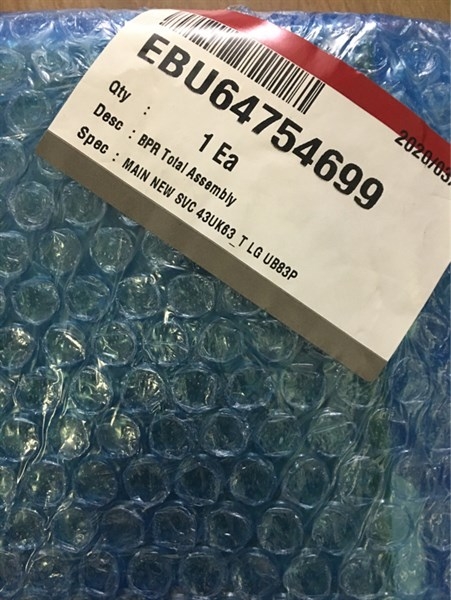 EBU64754699
Qty : 1 Ea
Desc : BPR Total Assembly
Spec : MAIN NEW SVC 43UK63_T LG UB83P